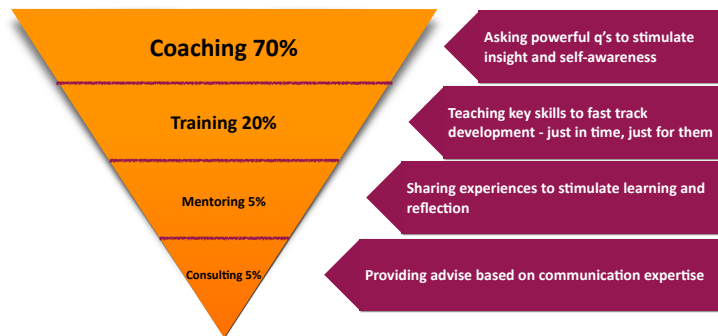 Coaching 70%
Asking powerful q's to stimulate
insight and self-awareness
Training 20%
Teaching key skills to fast track
development - just in time, just for them
Mentoring 5%
Sharing experiences to stimulate learning and
reflection
Consulting 5%
Providing advise based on communication expertise